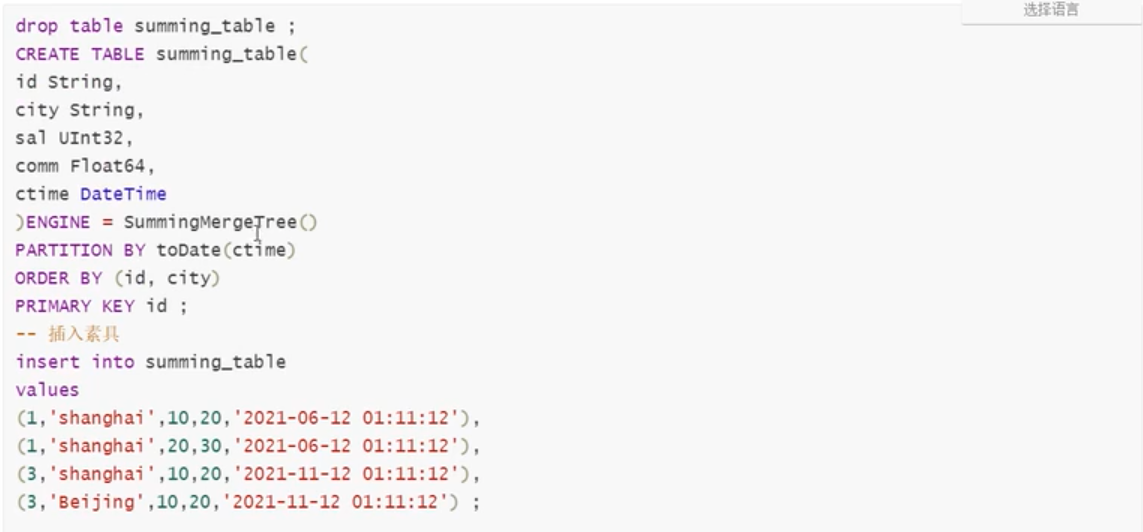 选择语言
drop table summing_table ;
CREATE TABLE summing_table(
id String,
city String,
sal UInt32,
comm Float64,
ctime DateTime
)ENGINE = SummingMergeTree()
PARTITION BY toDate(ctime)
ORDER BY (id, city)
PRIMARY KEY id ;
-- 插入素具
insert into summing_table
values
(1,'shanghai',10,20,'2021-06-12 01:11:12'),
(1,'shanghai',20,30,'2021-06-12 01:11:12'),
(3,'shanghai',10,20,'2021-11-12 01:11:12'),
(3,'Beijing',10,20,'2021-11-12 01:11:12') ;